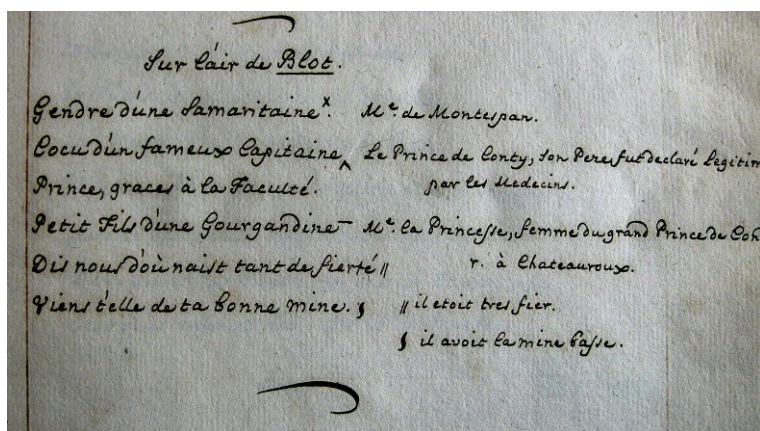 Sur l'air de Blot.
Gendre d'une Samaritaine x. Me. de Montespan.
Cocu d'un fameux Capitaine ^ Le Prince de Conty, son Pere fut declaré Legitim
Prince, graces à la Faculté. par les Medecins.
Petit Fils d'une Gourgandine — Me. la Princesse, femme du grand Prince de Con
Dis nous d'où naist tant de fierté // r. à Chateauroux.
Viens t'elle de ta bonne mine. § // il etoit tres fier.
§ il avoit la mine basse.